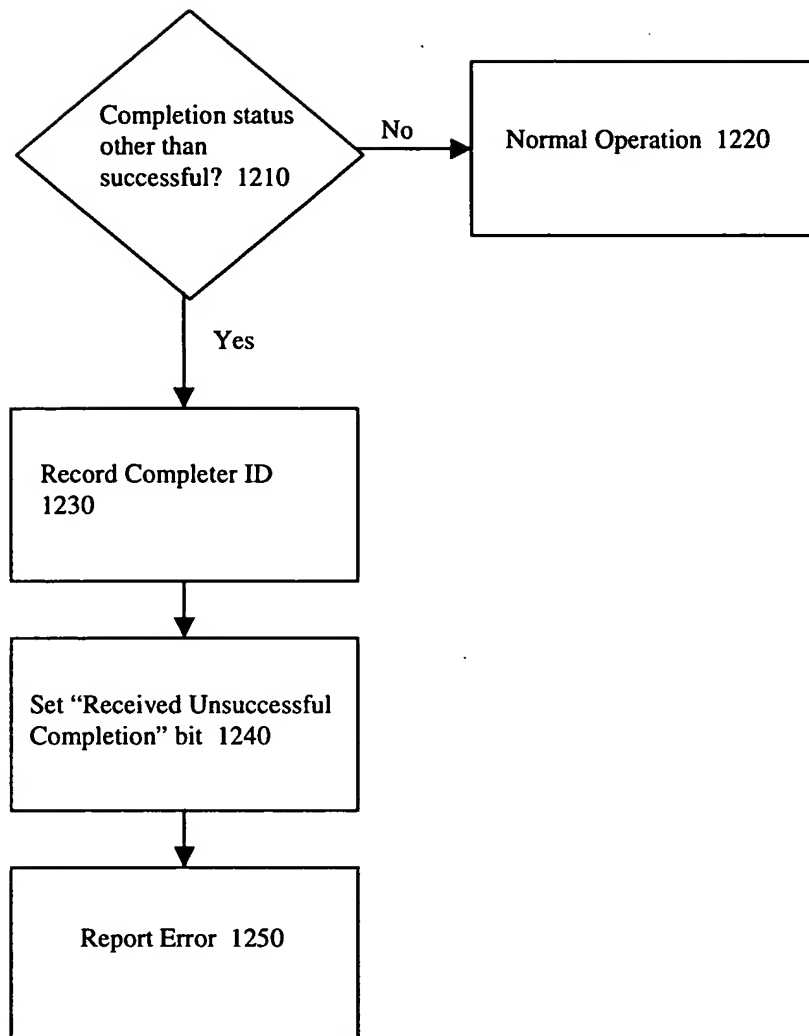 Completion status
other than
successful? 1210
No
Normal Operation 1220
Yes
Record Completer ID
1230
Set “Received Unsuccessful
Completion” bit 1240
Report Error 1250